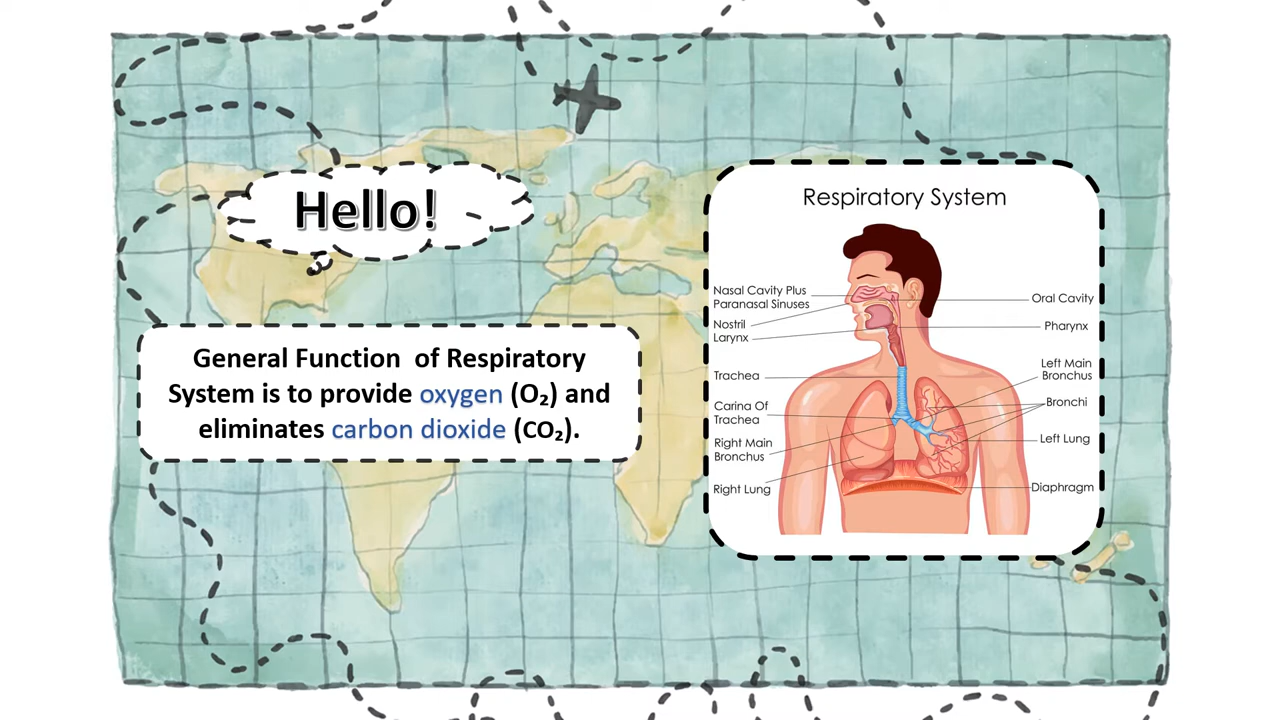 Hello!
General Function of Respiratory
System is to provide oxygen (O₂) and
eliminates carbon dioxide (CO₂).
Respiratory System
Nasal Cavity Plus
Paranasal Sinuses
Nostril
Larynx
Trachea
Carina Of
Trachea
Right Main
Bronchus
Right Lung
Oral Cavity
Pharynx
Left Main
Bronchus
Bronchi
Left Lung
Diaphragm